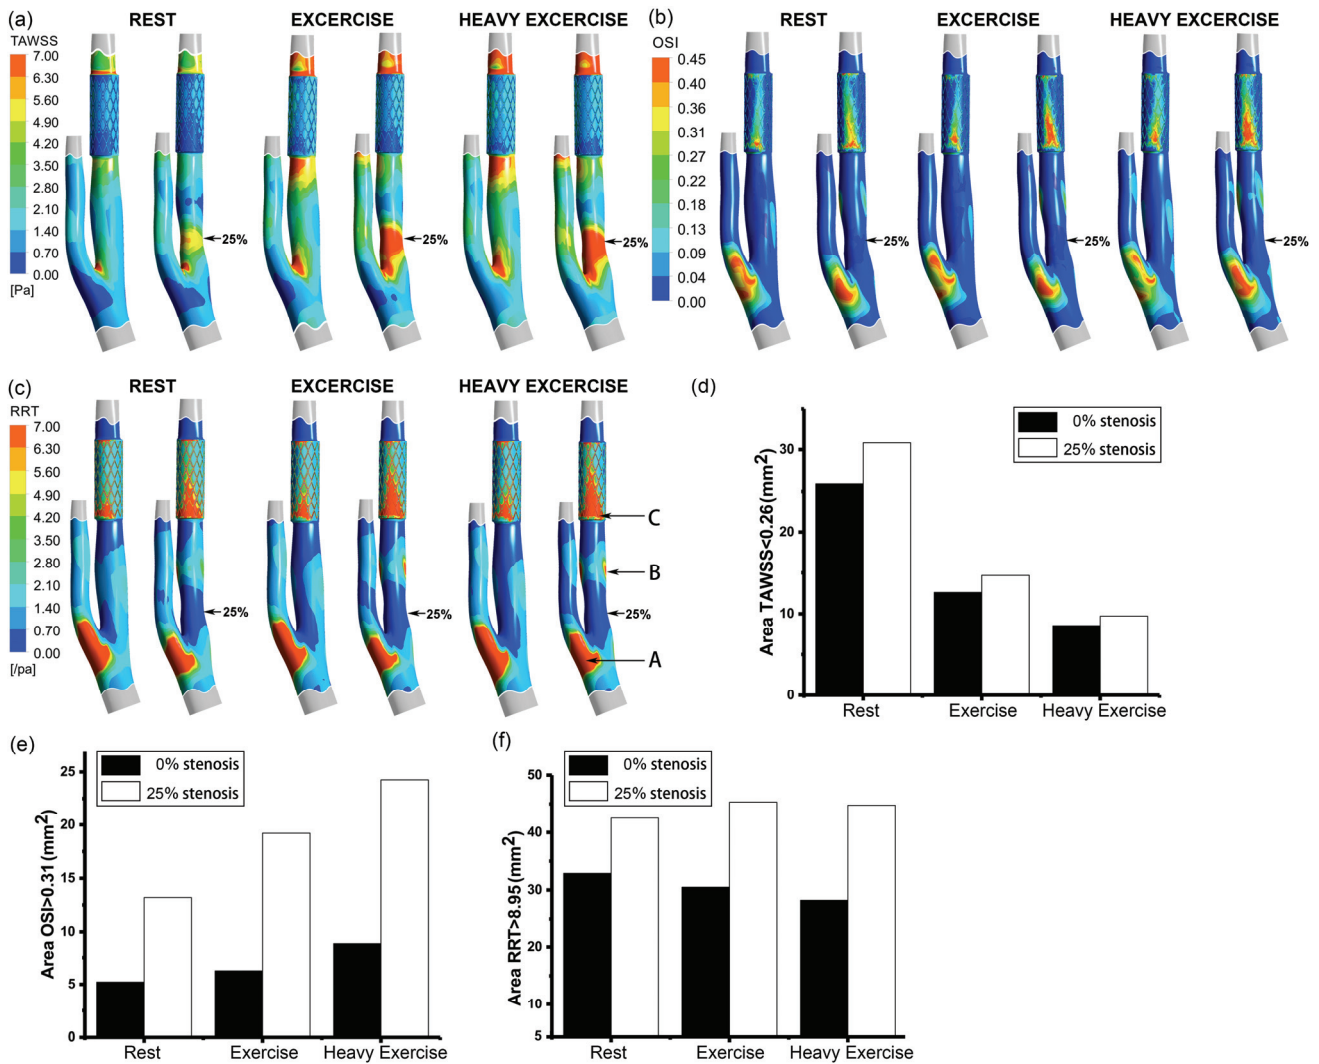 (a)
REST
EXCERCISE
HEAVY EXCERCISE
TAWSS
7.00
6.30
5.60
4.90
4.20
3.50
2.80
2.10
1.40
0.70
0.00
[Pa]
25%
25%
25%
(b)
REST
EXERCISE
HEAVY EXERCISE
OSI
0.45
0.40
0.36
0.31
0.27
0.22
0.18
0.13
0.09
0.04
0.00
25%
25%
25%
(c)
REST
EXCERCISE
HEAVY EXCERCISE
RRT
7.00
6.30
5.60
4.90
4.20
3.50
2.80
2.10
1.40
0.70
0.00
[/pa]
25%
25%
C
B
25%
A
(d)
0% stenosis
25% stenosis
Area TAWSS<0.26(mm²)
30
20
10
0
Rest Exercise Heavy Exercise
(e)
0% stenosis
25% stenosis
Area OSI>0.31(mm²)
25
20
15
10
5
0
Rest Exercise Heavy Exercise
(f)
0% stenosis
25% stenosis
Area RRT>8.95(mm²)
50
40
30
20
10
5
Rest Exercise Heavy Exercise